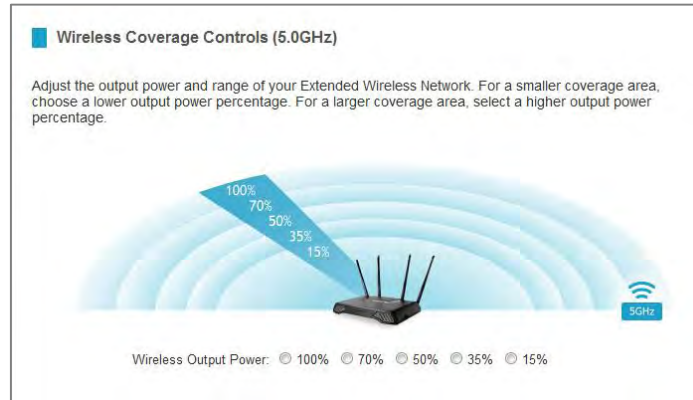 Wireless Coverage Controls (5.0GHz)
Adjust the output power and range of your Extended Wireless Network. For a smaller coverage area,
choose a lower output power percentage. For a larger coverage area, select a higher output power
percentage.
100%
70%
50%
35%
15%
5GHz
Wireless Output Power: 100% 70% 50% 35% 15%